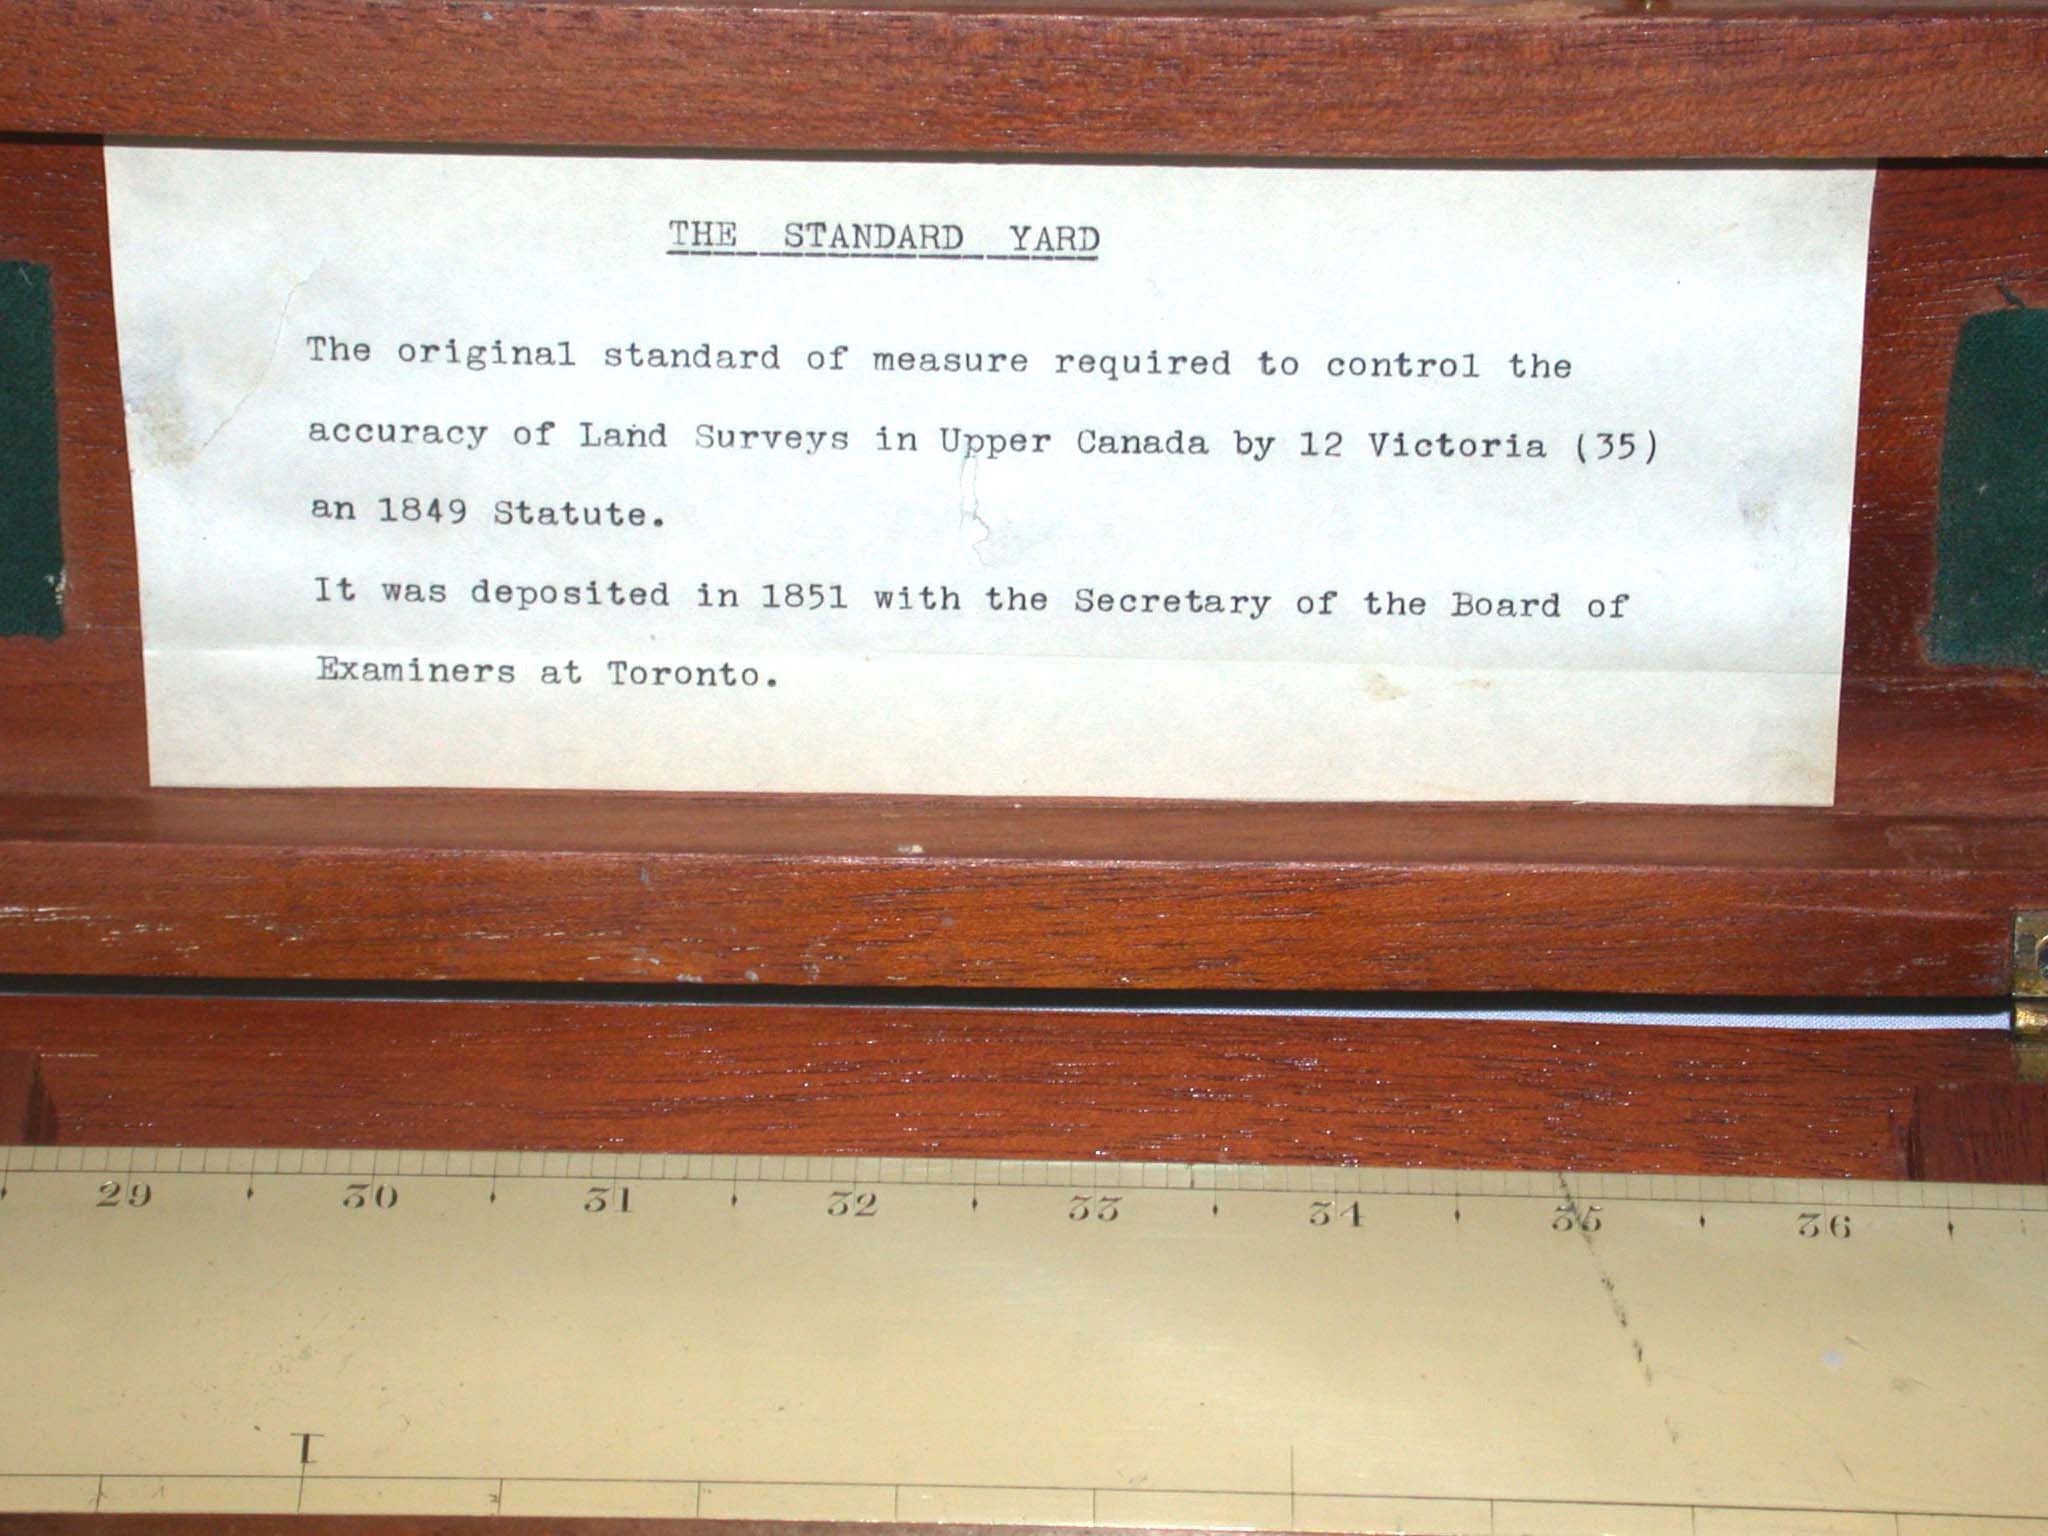 THE STANDARD YARD
The original standard of measure required to control the
accuracy of Land Surveys in Upper Canada by 12 Victoria (35)
an 1849 Statute.
It was deposited in 1851 with the Secretary of the Board of
Examiners at Toronto.
29 30 31 32 33 34 35 36
1